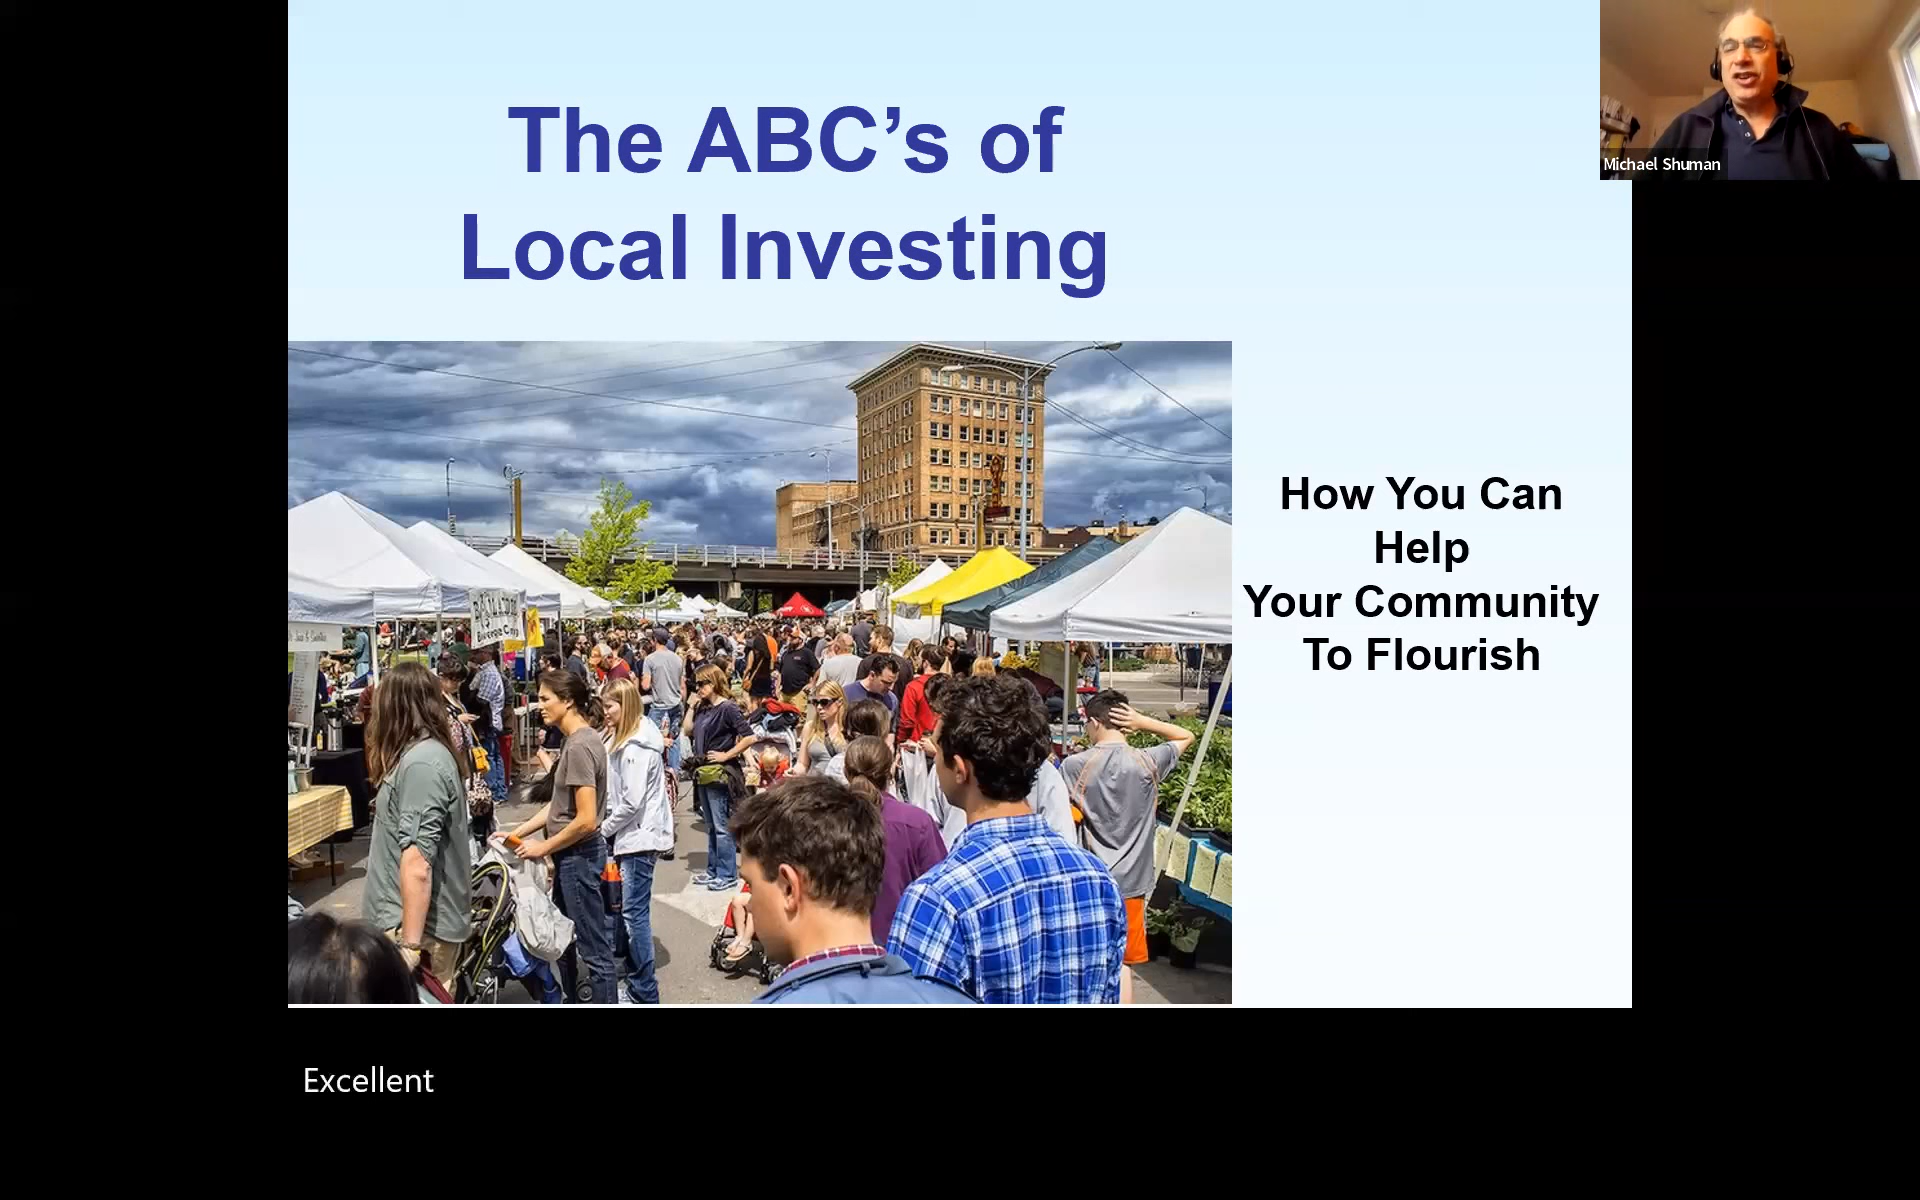 The ABC’s of
Local Investing
Michael Shuman
How You Can
Help
Your Community
To Flourish
Excellent